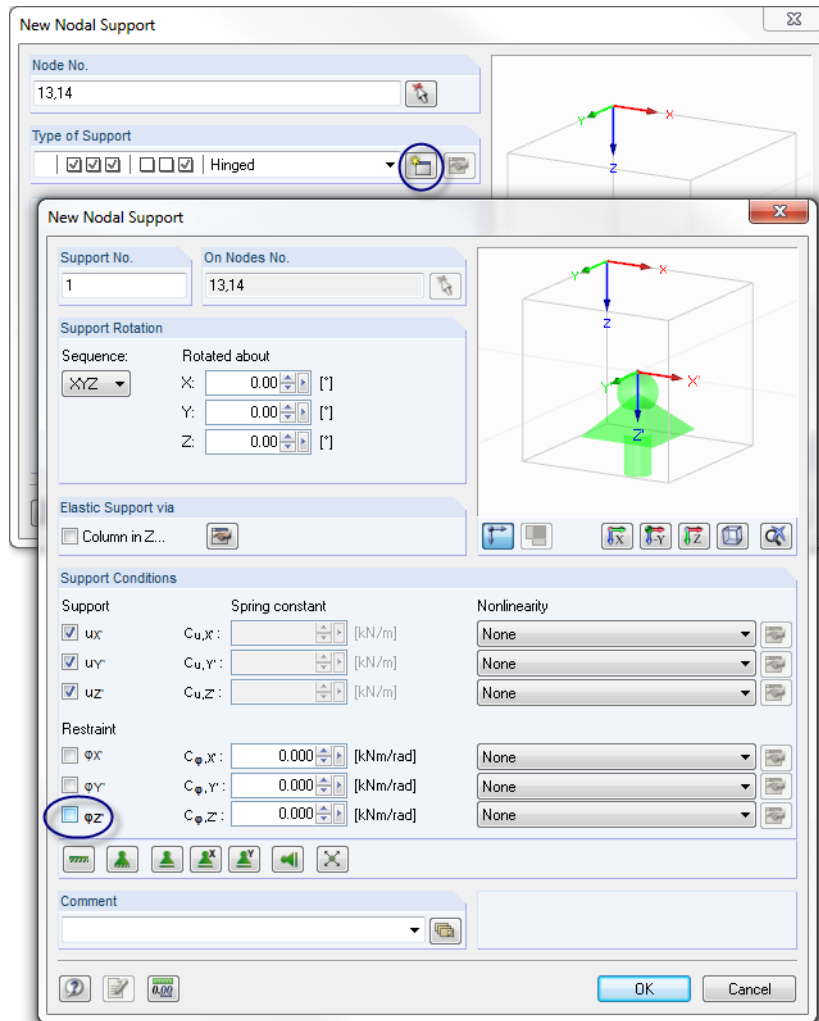 New Nodal Support
Node No.
13,14
Type of Support
Hinged
Y X
Z
New Nodal Support
Support No. On Nodes No.
1 13,14
Support Rotation
Sequence: Rotated about
XYZ X: 0.00 [°]
Y: 0.00 [°]
Z: 0.00 [°]
Y X
Z
Y' X'
Z'
Elastic Support via
Column in Z...
X -Y Z
Support Conditions
Support Spring constant Nonlinearity
uX' Cu,X' : [kN/m] None
uY' Cu,Y' : [kN/m] None
uZ' Cu,Z' : [kN/m] None
Restraint
φX' Cφ,X' : 0.000 [kNm/rad] None
φY' Cφ,Y' : 0.000 [kNm/rad] None
φZ' Cφ,Z' : 0.000 [kNm/rad] None
X Y
Comment
0.00 OK Cancel